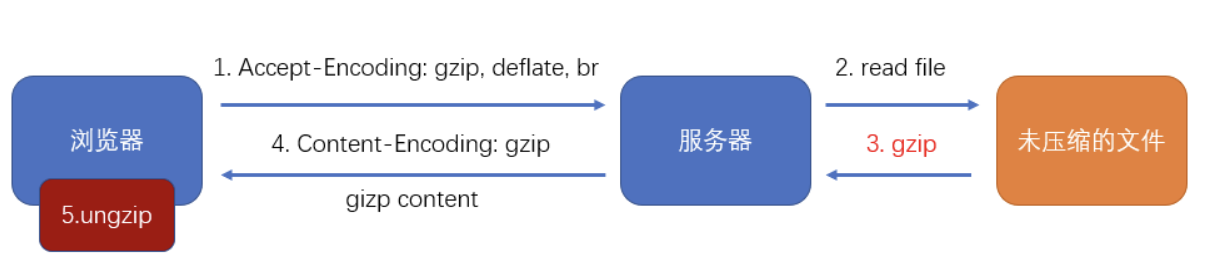 1. Accept-Encoding: gzip, deflate, br
2. read file
浏览器
4. Content-Encoding: gzip
服务器
3. gzip
未压缩的文件
gizp content
5.ungzip